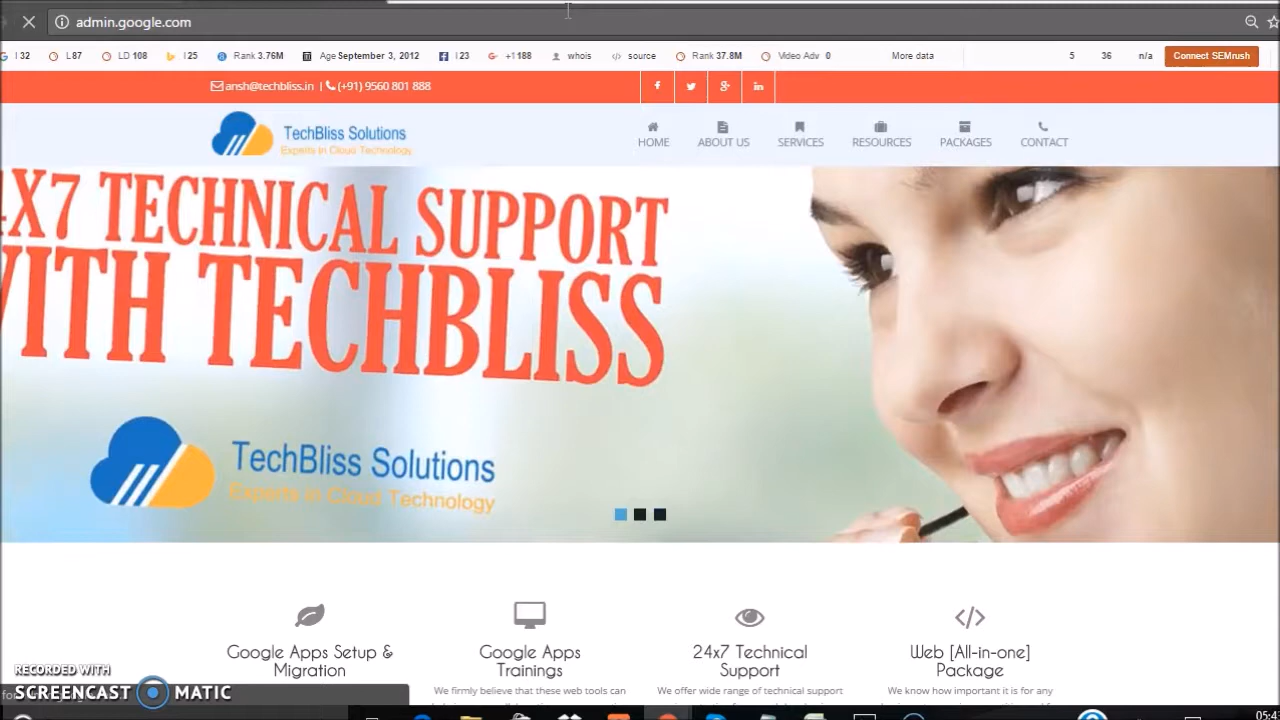 admin.google.com
I 32 L 87 LD 108 I 25 Rank 3.76M Age September 3, 2012 I 23 +1 188 whois source Rank 37.8M Video Adv 0 More data 5 36 n/a Connect SEMrush
ansh@techbliss.in | (+91) 9560 801 888
TechBliss Solutions
Experts in Cloud Technology
HOME ABOUT US SERVICES RESOURCES PACKAGES CONTACT
4X7 TECHNICAL SUPPORT
WITH TECHBLISS
TechBliss Solutions
Experts in Cloud Technology
Google Apps Setup & Migration
Google Apps Trainings
24x7 Technical Support
Web [All-in-one] Package
We firmly believe that these web tools can
We offer wide range of technical support
We know how important it is for any
RECORDED WITH
SCREENCAST MATIC